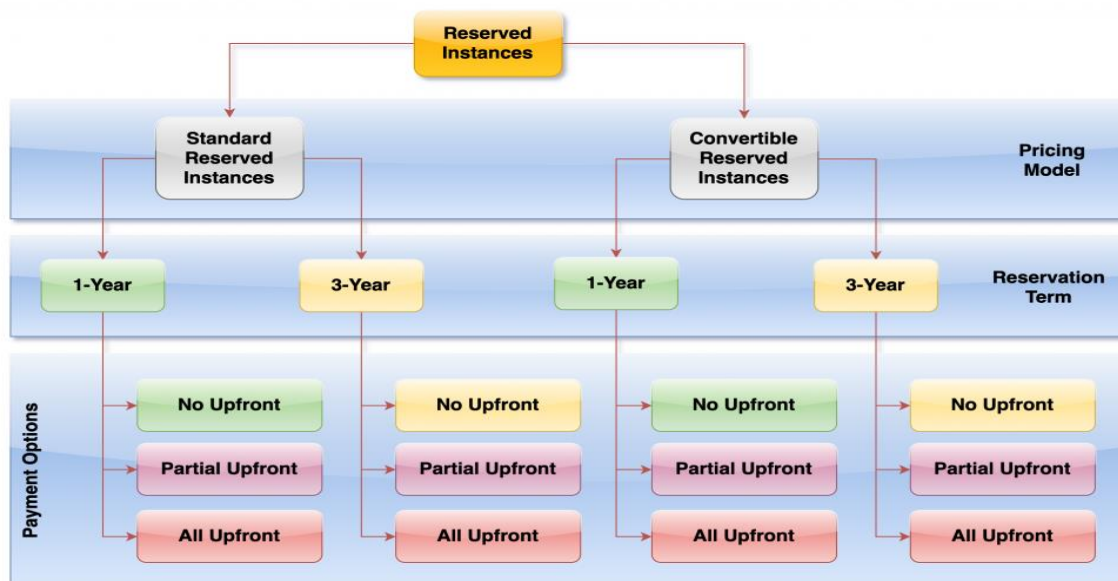 Reserved
Instances
Standard
Reserved
Instances
Convertible
Reserved
Instances
Pricing
Model
1-Year
3-Year
1-Year
3-Year
Reservation
Term
Payment Options
No Upfront
No Upfront
No Upfront
No Upfront
Partial Upfront
Partial Upfront
Partial Upfront
Partial Upfront
All Upfront
All Upfront
All Upfront
All Upfront